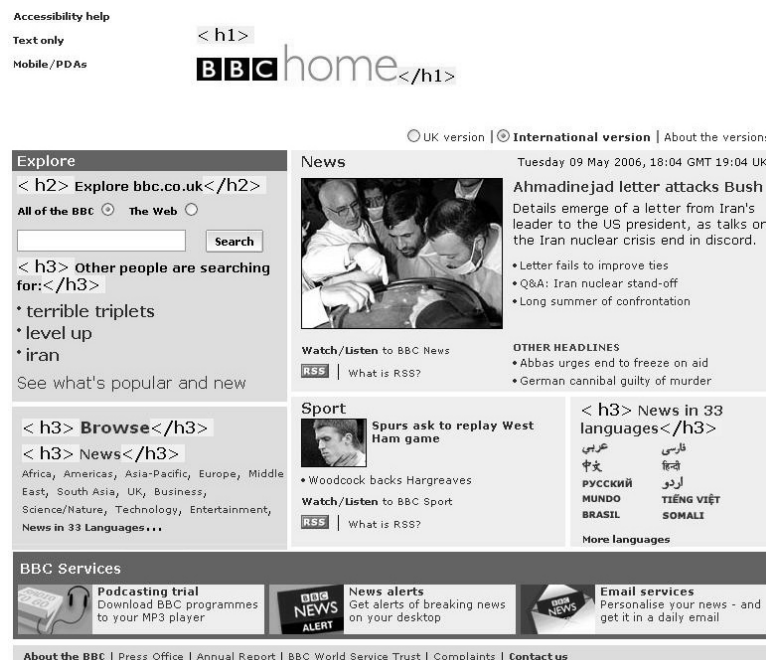 Accessibility help
Text only
Mobile/PDAs
< h1>
BBC home</h1>
UK version | International version | About the versions
Explore
< h2> Explore bbc.co.uk</h2>
All of the BBC The Web
Search
< h3> Other people are searching
for:</h3>
• terrible triplets
• level up
• iran
See what's popular and new
News
Tuesday 09 May 2006, 18:04 GMT 19:04 UK
Ahmadinejad letter attacks Bush
Details emerge of a letter from Iran's
leader to the US president, as talks on
the Iran nuclear crisis end in discord.
• Letter fails to improve ties
• Q&A: Iran nuclear stand-off
• Long summer of confrontation
Watch/Listen to BBC News
RSS | What is RSS?
OTHER HEADLINES
• Abbas urges end to freeze on aid
• German cannibal guilty of murder
< h3> Browse</h3>
< h3> News</h3>
Africa, Americas, Asia-Pacific, Europe, Middle
East, South Asia, UK, Business,
Science/Nature, Technology, Entertainment,
News in 33 Languages...
Sport
Spurs ask to replay West
Ham game
• Woodcock backs Hargreaves
Watch/Listen to BBC Sport
RSS | What is RSS?
< h3> News in 33
languages</h3>
عربي فارسی
中文 हिन्दी
РУССКИЙ اردو
MUNDO TIẾNG VIỆT
BRASIL SOMALI
More languages
BBC Services
Podcasting trial
Download BBC programmes
to your MP3 player
BBC
NEWS
ALERT
News alerts
Get alerts of breaking news
on your desktop
NEWS
Email services
Personalise your news - and
get it in a daily email
About the BBC | Press Office | Annual Report | BBC World Service Trust | Complaints | Contact us